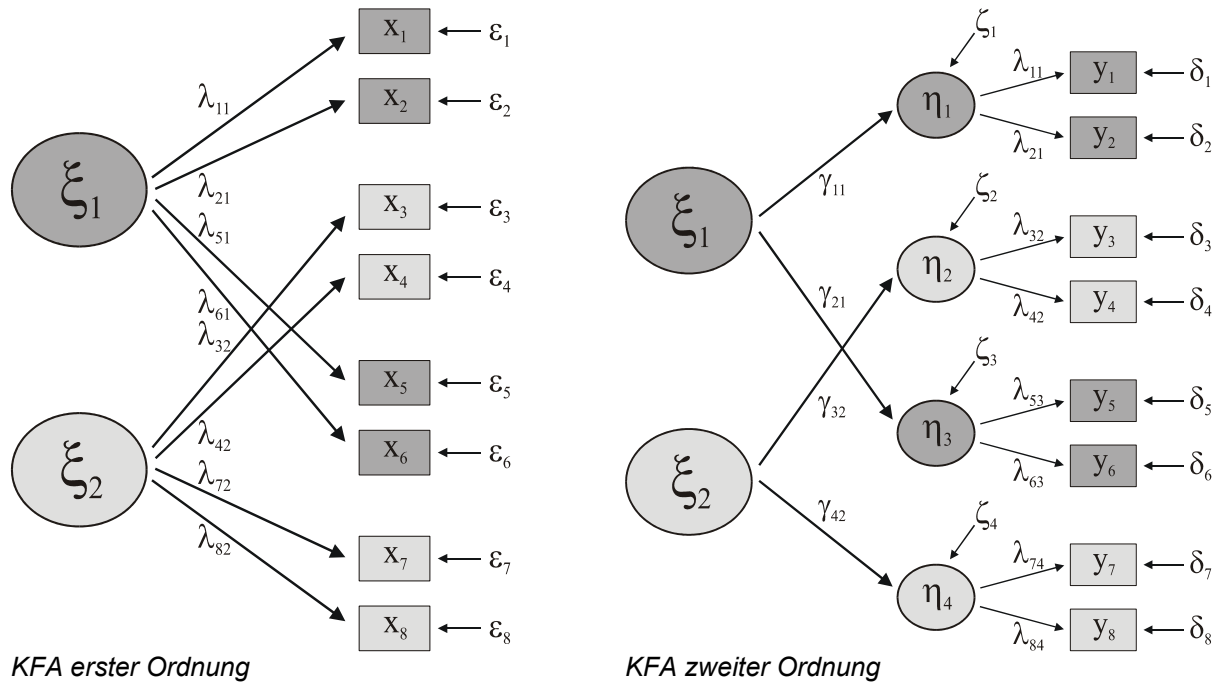 ξ₁
ξ₂
λ₁₁
λ₂₁
λ₅₁
λ₆₁
λ₃₂
λ₄₂
λ₇₂
λ₈₂
x₁ ε₁
x₂ ε₂
x₃ ε₃
x₄ ε₄
x₅ ε₅
x₆ ε₆
x₇ ε₇
x₈ ε₈
KFA erster Ordnung
ξ₁
ξ₂
γ₁₁
γ₂₁
γ₃₂
γ₄₂
ζ₁
η₁
λ₁₁ y₁ δ₁
λ₂₁ y₂ δ₂
ζ₂
η₂
λ₃₂ y₃ δ₃
λ₄₂ y₄ δ₄
ζ₃
η₃
λ₅₃ y₅ δ₅
λ₆₃ y₆ δ₆
ζ₄
η₄
λ₇₄ y₇ δ₇
λ₈₄ y₈ δ₈
KFA zweiter Ordnung